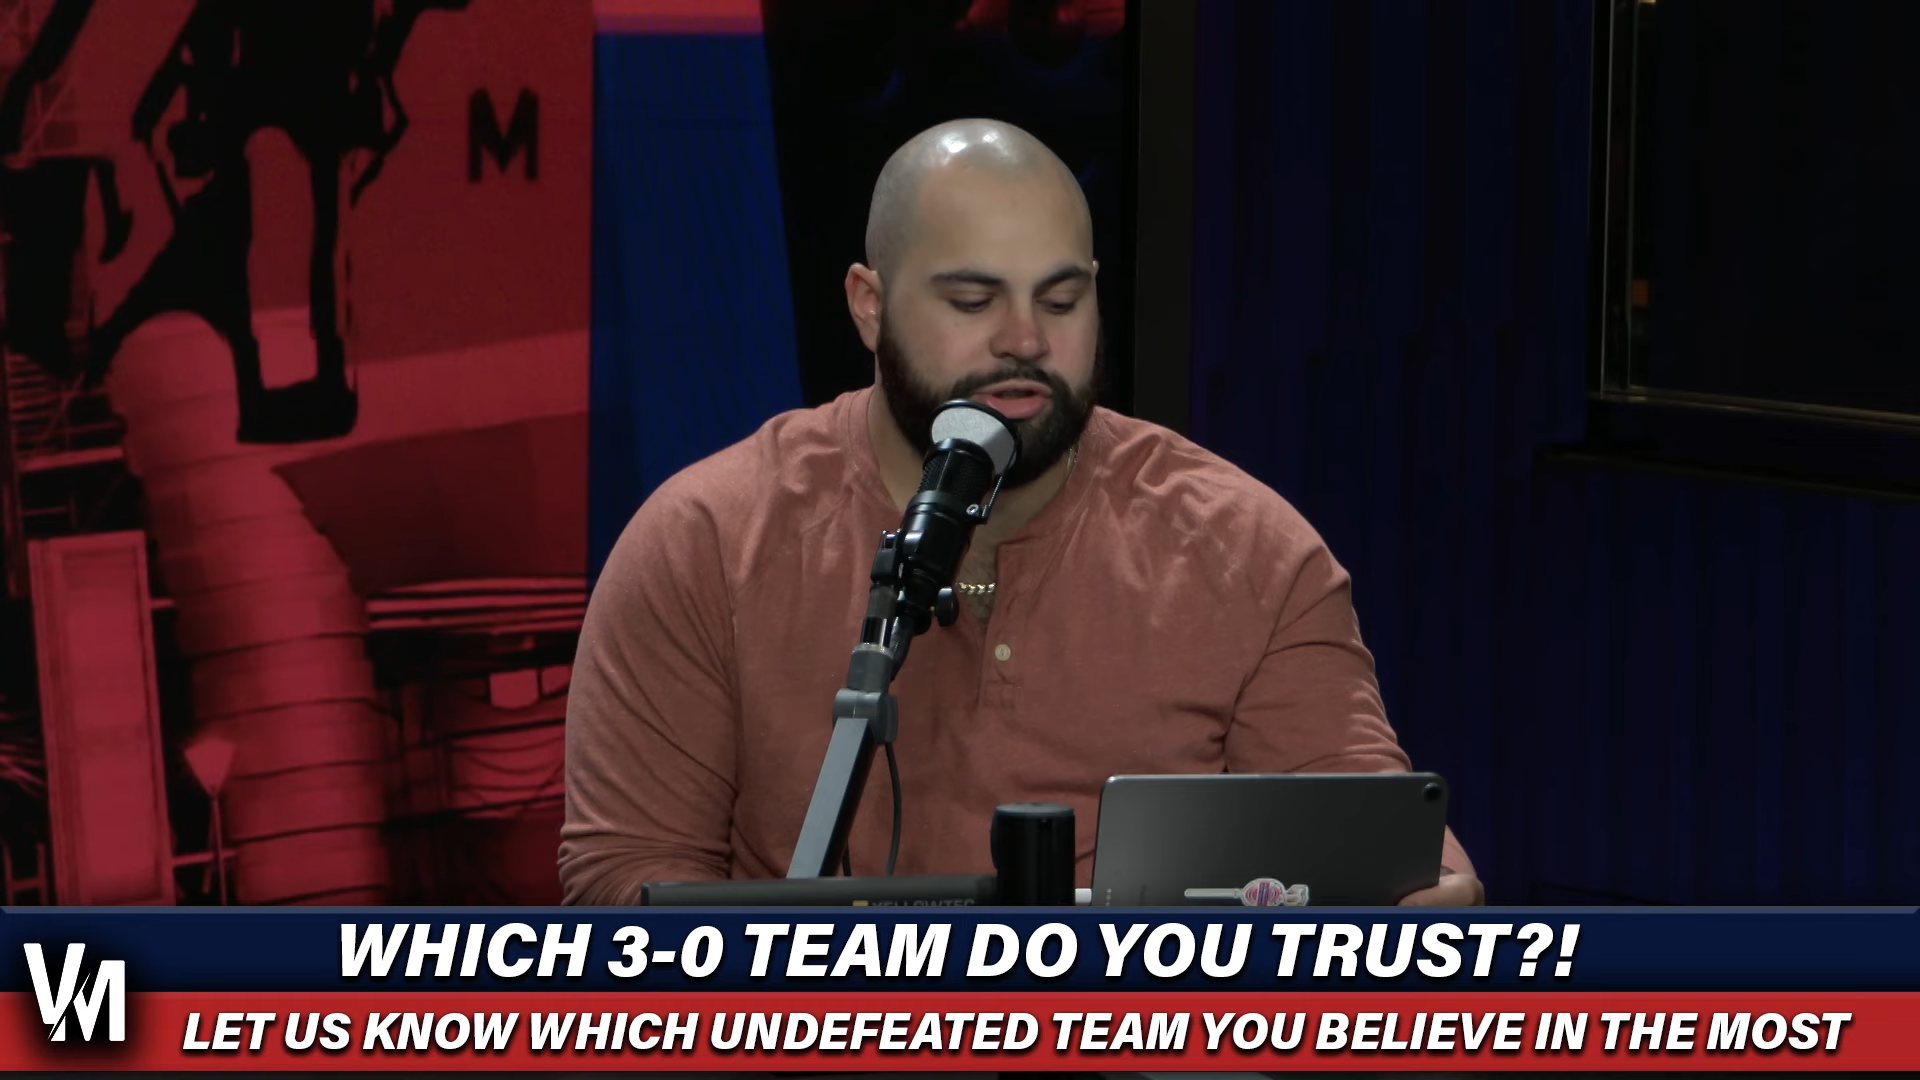 M
YELLOWTEC
WHICH 3-0 TEAM DO YOU TRUST?!
VM
LET US KNOW WHICH UNDEFEATED TEAM YOU BELIEVE IN THE MOST